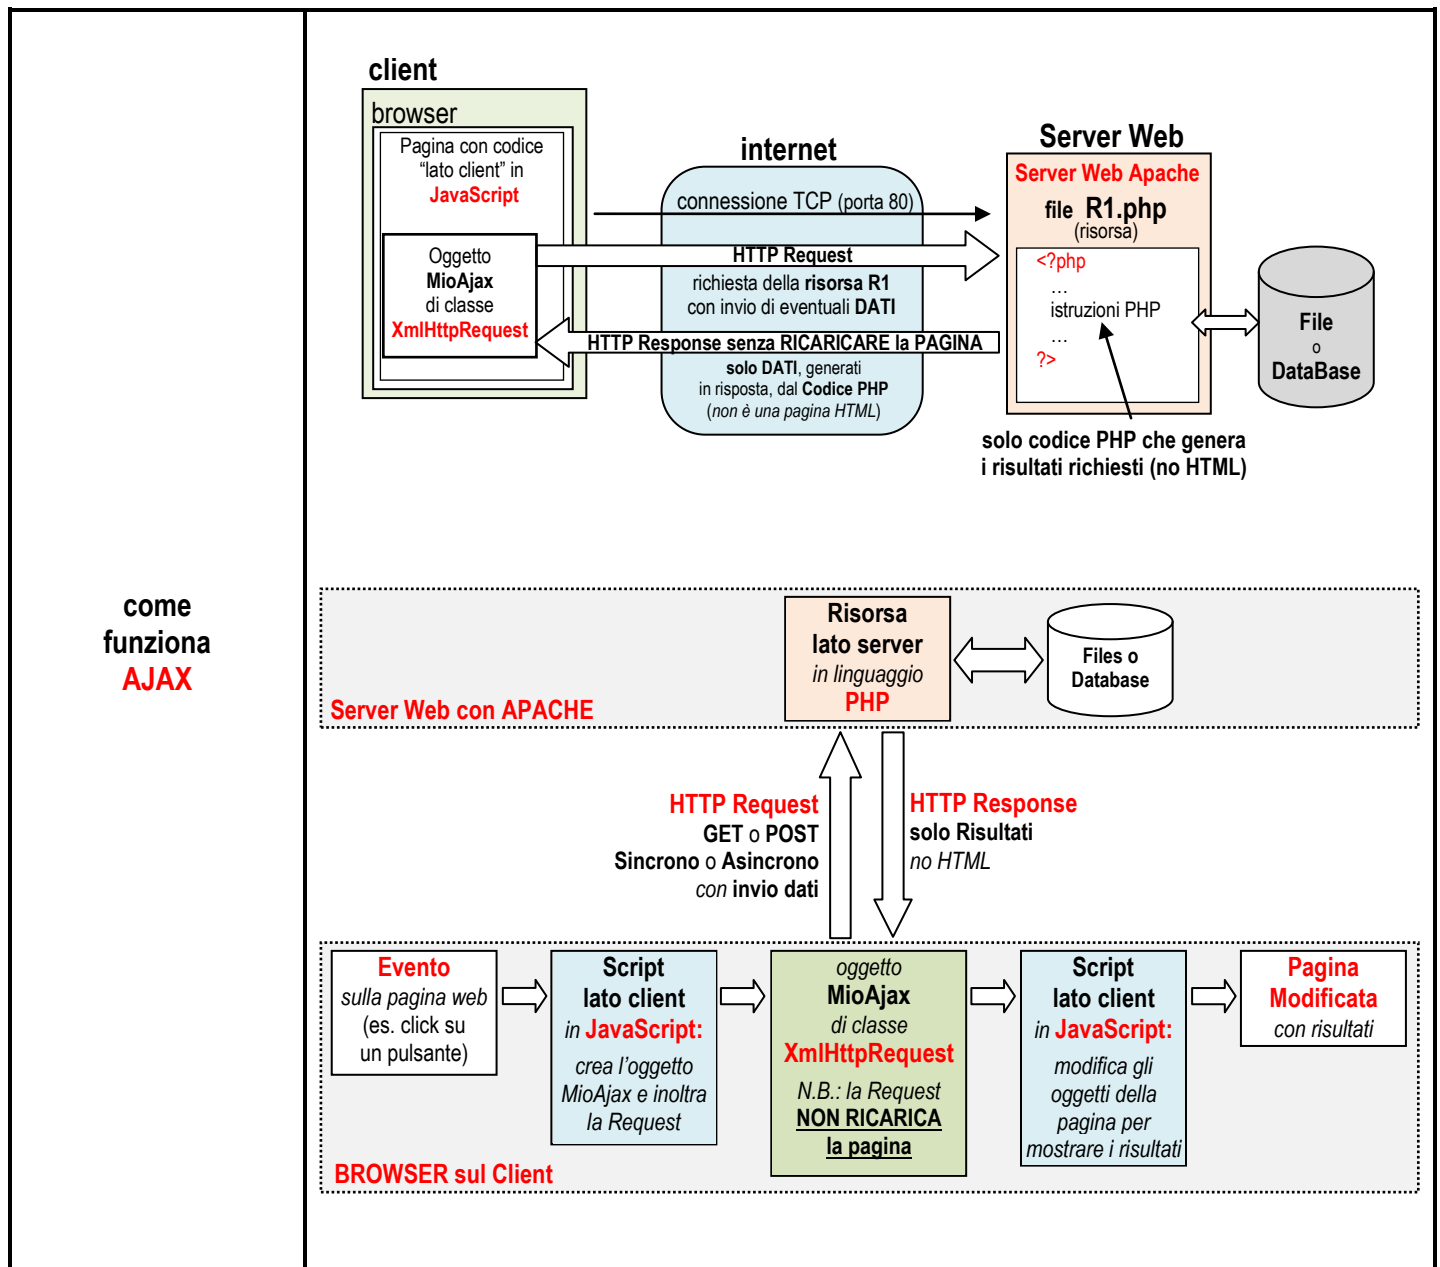 come
funziona
AJAX
client
browser
Pagina con codice
“lato client” in
JavaScript
Oggetto
MioAjax
di classe
XmlHttpRequest
internet
connessione TCP (porta 80)
HTTP Request
richiesta della risorsa R1
con invio di eventuali DATI
HTTP Response senza RICARICARE la PAGINA
solo DATI, generati
in risposta, dal Codice PHP
(non è una pagina HTML)
Server Web
Server Web Apache
file R1.php
(risorsa)
<?php
…
istruzioni PHP
…
?>
File
o
DataBase
solo codice PHP che genera
i risultati richiesti (no HTML)
Risorsa
lato server
in linguaggio
PHP
Files o
Database
Server Web con APACHE
HTTP Request
GET o POST
Sincrono o Asincrono
con invio dati
HTTP Response
solo Risultati
no HTML
Evento
sulla pagina web
(es. click su
un pulsante)
Script
lato client
in JavaScript:
crea l’oggetto
MioAjax e inoltra
la Request
oggetto
MioAjax
di classe
XmlHttpRequest
N.B.: la Request
NON RICARICA
la pagina
Script
lato client
in JavaScript:
modifica gli
oggetti della
pagina per
mostrare i risultati
Pagina
Modificata
con risultati
BROWSER sul Client